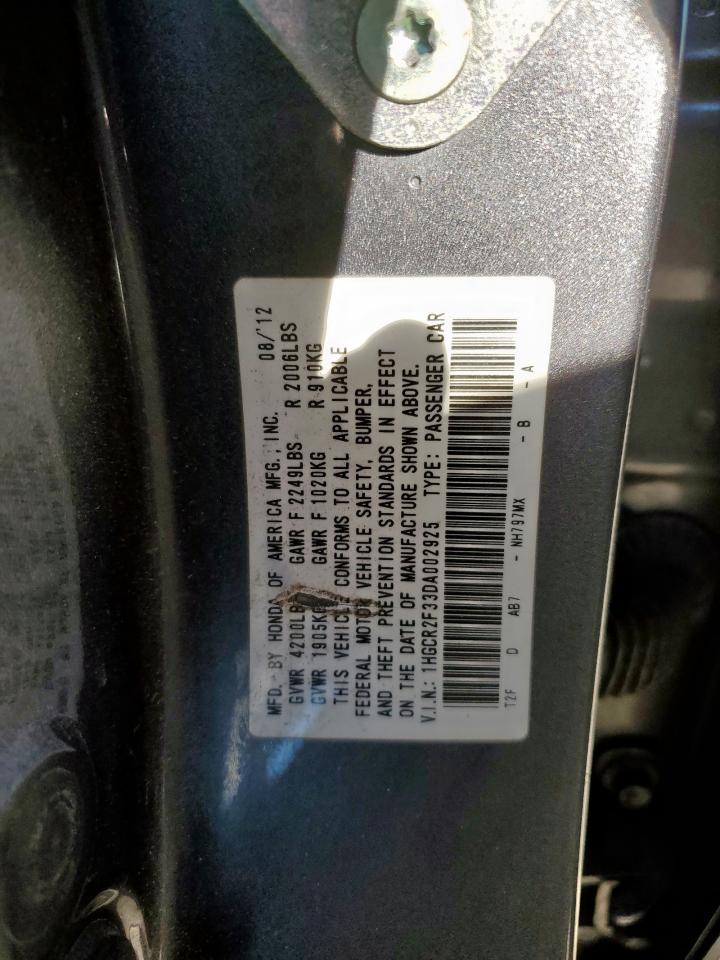 MFD. BY HONDA OF AMERICA MFG., INC. 08/'12
GVWR 4200LBS GAWR F 2249LBS R 2006LBS
GVWR 1905KG GAWR F 1020KG R 910KG
THIS VEHICLE CONFORMS TO ALL APPLICABLE
FEDERAL MOTOR VEHICLE SAFETY, BUMPER,
AND THEFT PREVENTION STANDARDS IN EFFECT
ON THE DATE OF MANUFACTURE SHOWN ABOVE.
V.I.N.: 1HGCR2F33DA002925 TYPE: PASSENGER CAR
T2F D AB7 - NH797MX - B - A